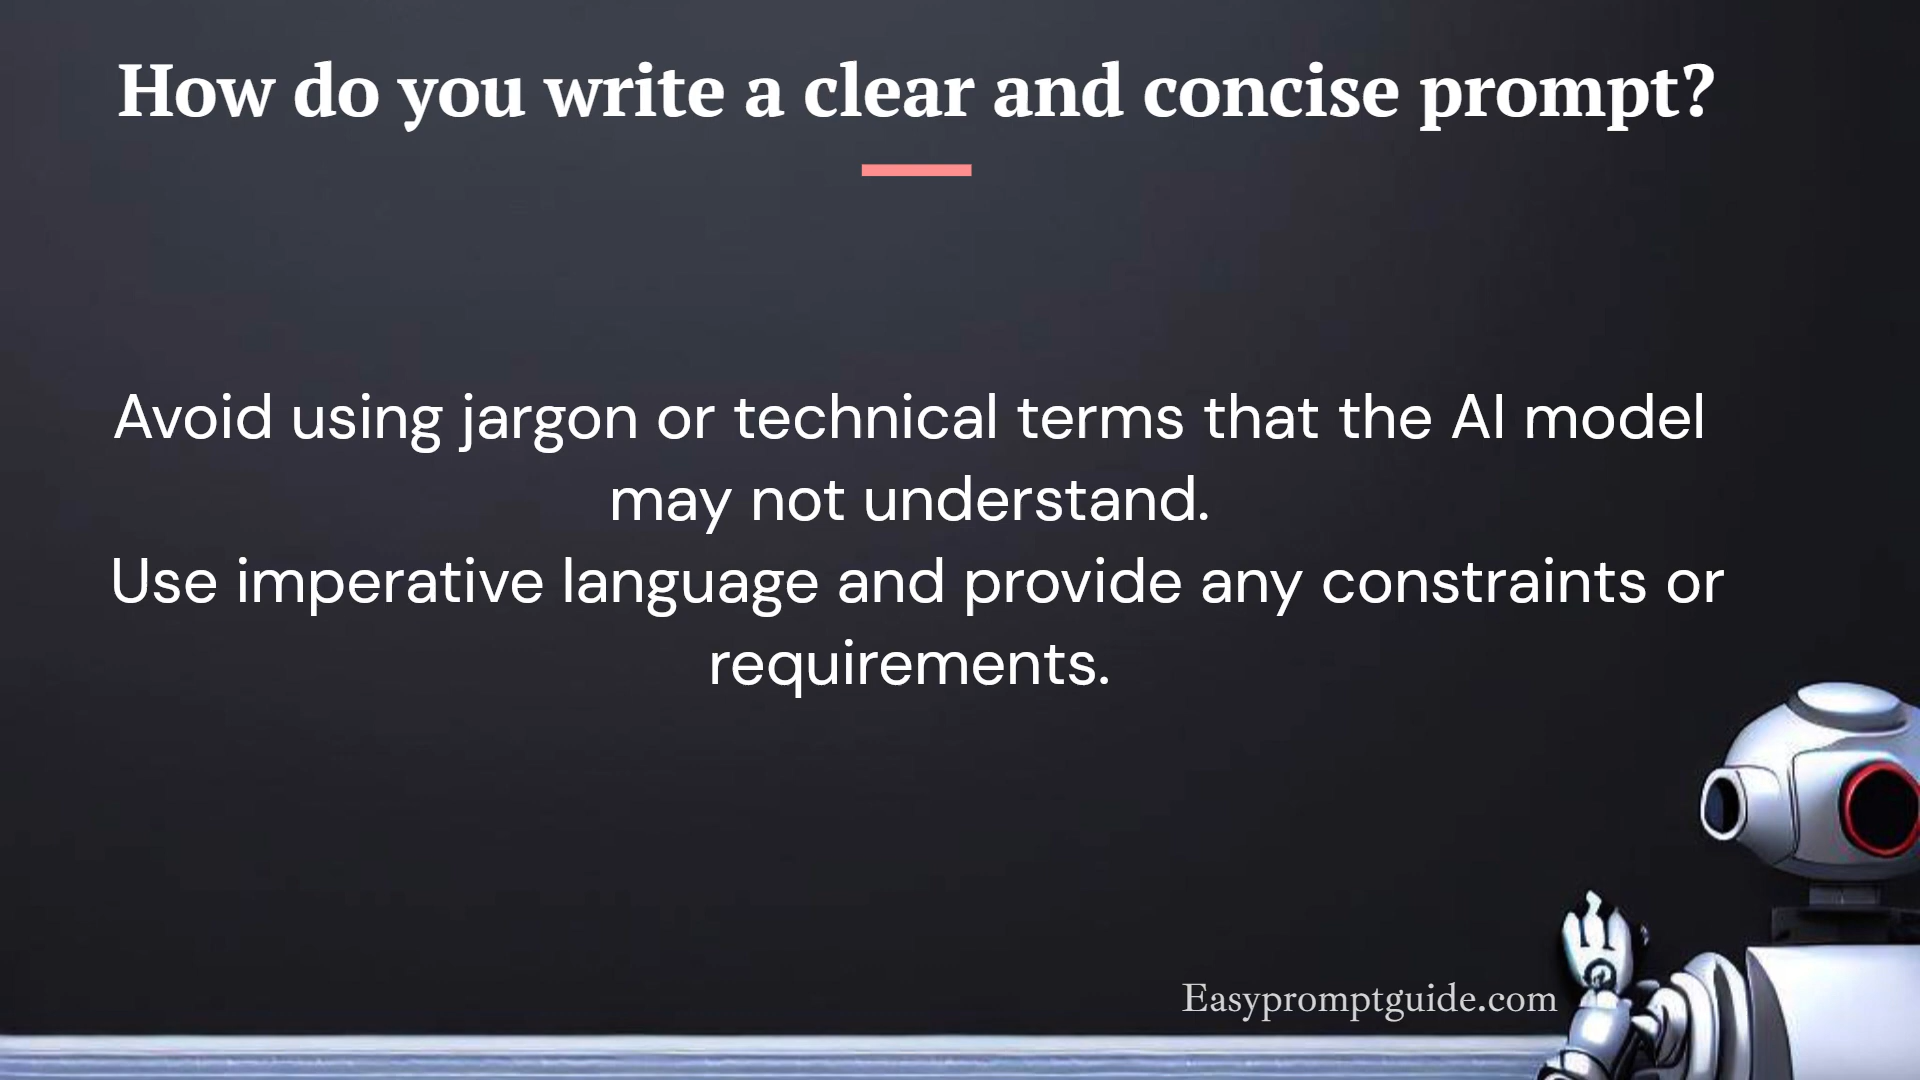 How do you write a clear and concise prompt?
Avoid using jargon or technical terms that the AI model
may not understand.
Use imperative language and provide any constraints or
requirements.
Easypromptguide.com